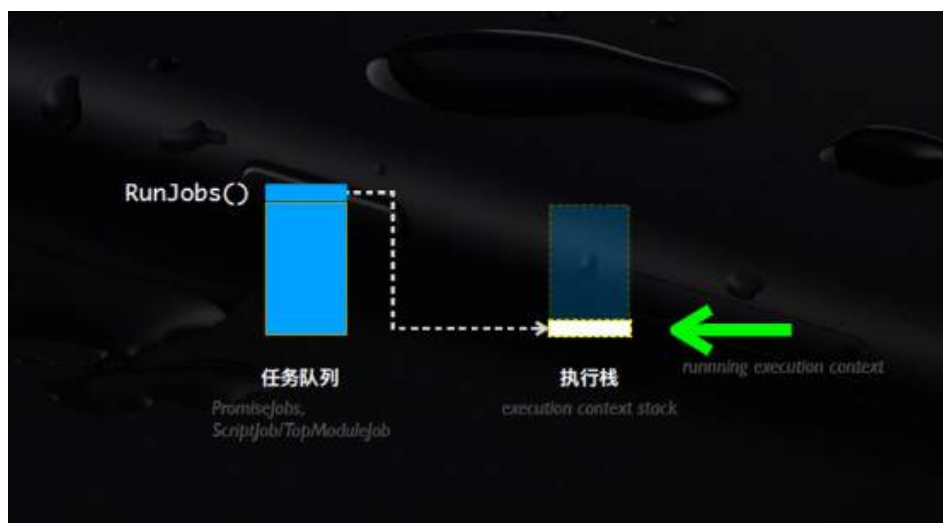 RunJobs()
任务队列
PromiseJobs,
ScriptJob/TopModuleJob
执行栈
execution context stack
runnning execution context